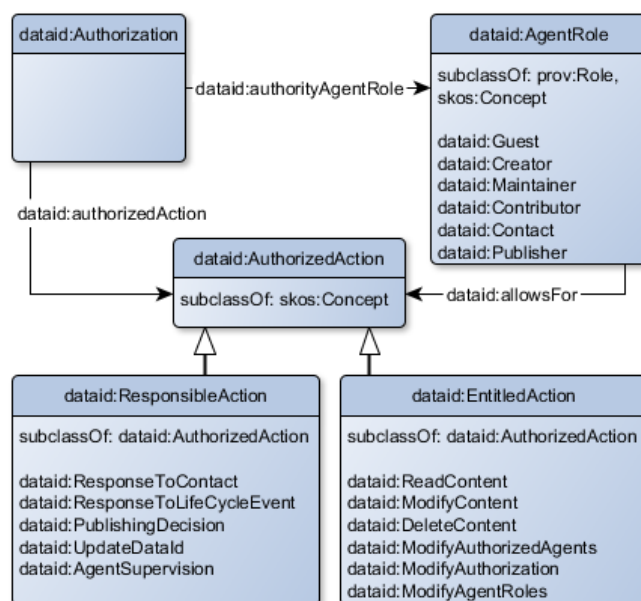 dataid:Authorization
dataid:authorityAgentRole
dataid:AgentRole
subclassOf: prov:Role,
skos:Concept
dataid:Guest
dataid:Creator
dataid:Maintainer
dataid:Contributor
dataid:Contact
dataid:Publisher
dataid:authorizedAction
dataid:AuthorizedAction
subclassOf: skos:Concept
dataid:allowsFor
dataid:ResponsibleAction
subclassOf: dataid:AuthorizedAction
dataid:ResponseToContact
dataid:ResponseToLifeCycleEvent
dataid:PublishingDecision
dataid:UpdateDataId
dataid:AgentSupervision
dataid:EntitledAction
subclassOf: dataid:AuthorizedAction
dataid:ReadContent
dataid:ModifyContent
dataid:DeleteContent
dataid:ModifyAuthorizedAgents
dataid:ModifyAuthorization
dataid:ModifyAgentRoles